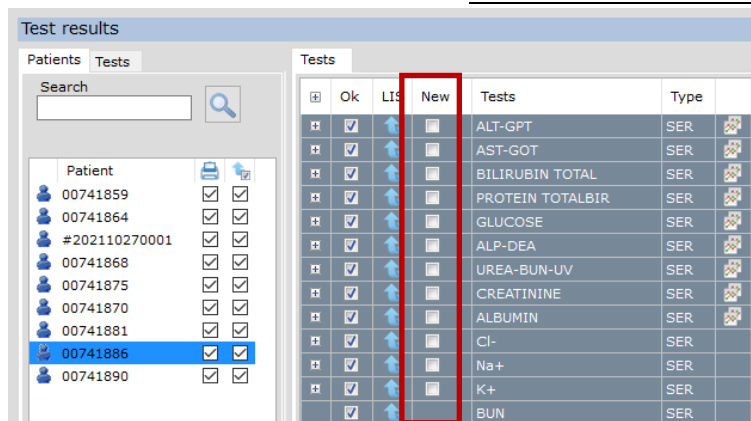 Test results
Patients Tests
Search
Patient
00741859
00741864
#202110270001
00741868
00741875
00741870
00741881
00741886
00741890
Tests
Ok LIS New Tests Type
ALT-GPT SER
AST-GOT SER
BILIRUBIN TOTAL SER
PROTEIN TOTALBIR SER
GLUCOSE SER
ALP-DEA SER
UREA-BUN-UV SER
CREATININE SER
ALBUMIN SER
Cl- SER
Na+ SER
K+ SER
BUN SER